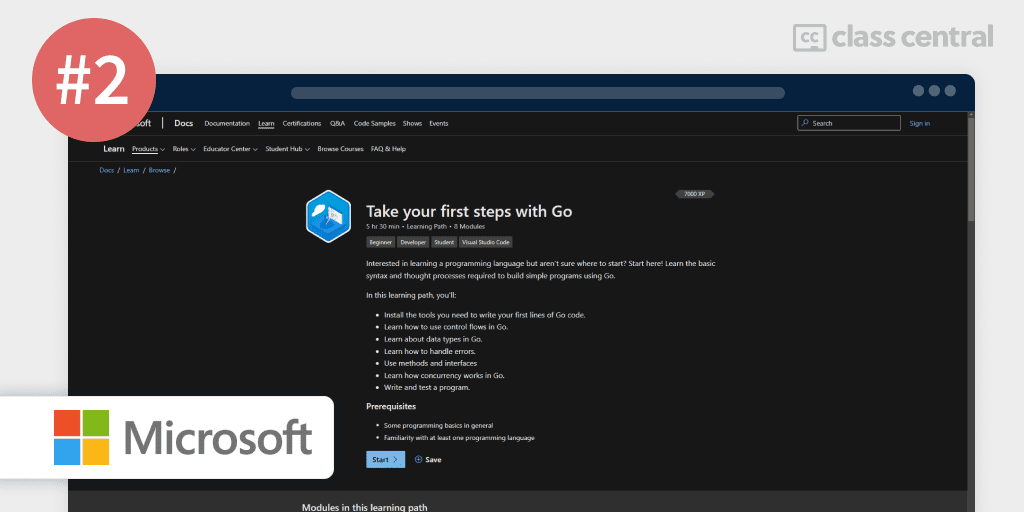 #2
cc class central
soft | Docs Documentation Learn Certifications Q&A Code Samples Shows Events Search Sign in
Learn Products Roles Educator Center Student Hub Browse Courses FAQ & Help
Docs / Learn / Browse /
7000 XP
Take your first steps with Go
5 hr 30 min • Learning Path • 8 Modules
Beginner Developer Student Visual Studio Code
Interested in learning a programming language but aren't sure where to start? Start here! Learn the basic
syntax and thought processes required to build simple programs using Go.
In this learning path, you'll:
• Install the tools you need to write your first lines of Go code.
• Learn how to use control flows in Go.
• Learn about data types in Go.
• Learn how to handle errors.
• Use methods and interfaces
• Learn how concurrency works in Go.
• Write and test a program.
Prerequisites
• Some programming basics in general
• Familiarity with at least one programming language
Start > Save
Microsoft
Modules in this learning path